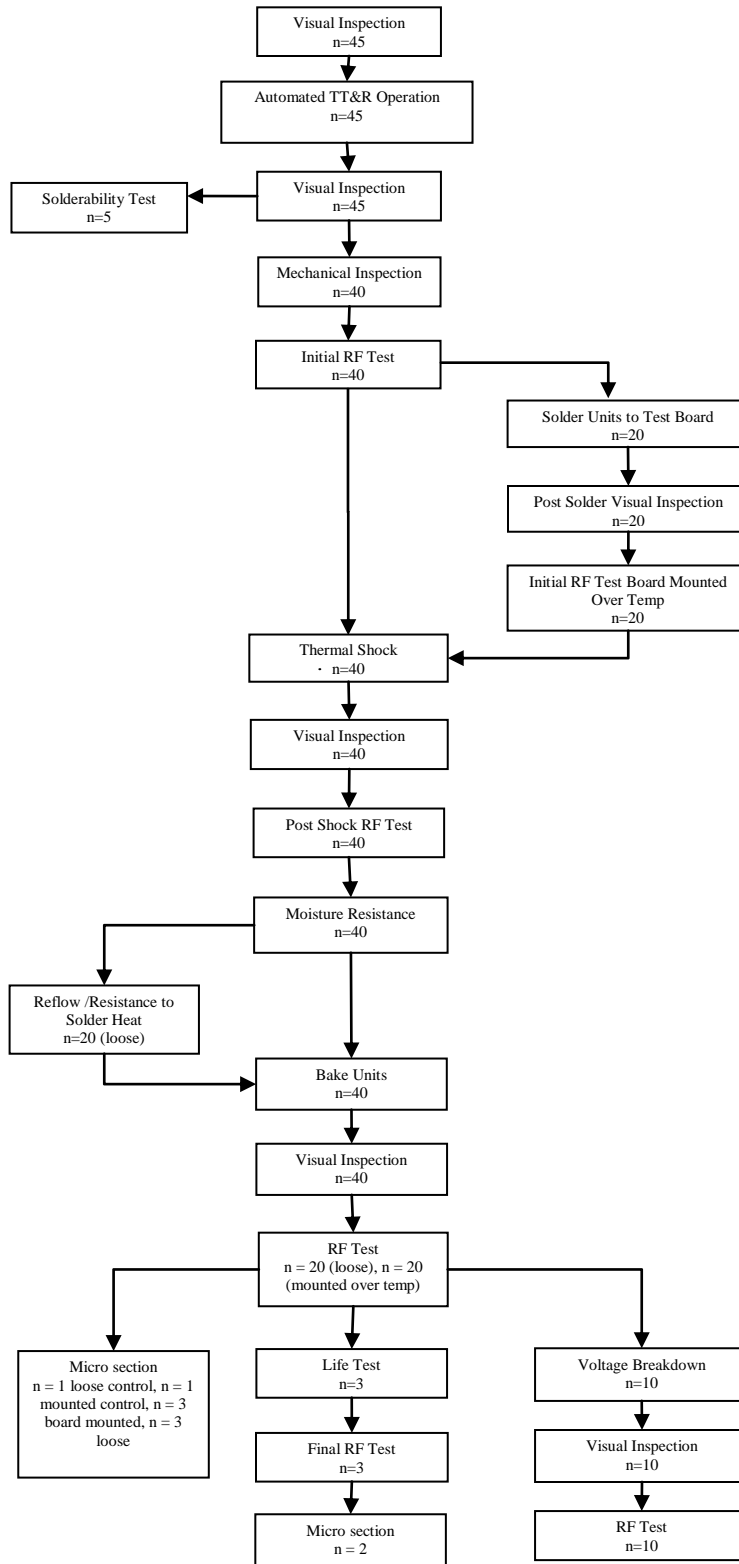 Visual Inspection
n=45
Automated TT&R Operation
n=45
Visual Inspection
n=45
Solderability Test
n=5
Mechanical Inspection
n=40
Initial RF Test
n=40
Solder Units to Test Board
n=20
Post Solder Visual Inspection
n=20
Initial RF Test Board Mounted
Over Temp
n=20
Thermal Shock
· n=40
Visual Inspection
n=40
Post Shock RF Test
n=40
Moisture Resistance
n=40
Reflow /Resistance to
Solder Heat
n=20 (loose)
Bake Units
n=40
Visual Inspection
n=40
RF Test
n = 20 (loose), n = 20
(mounted over temp)
Micro section
n = 1 loose control, n = 1
mounted control, n = 3
board mounted, n = 3
loose
Life Test
n=3
Final RF Test
n=3
Micro section
n = 2
Voltage Breakdown
n=10
Visual Inspection
n=10
RF Test
n=10